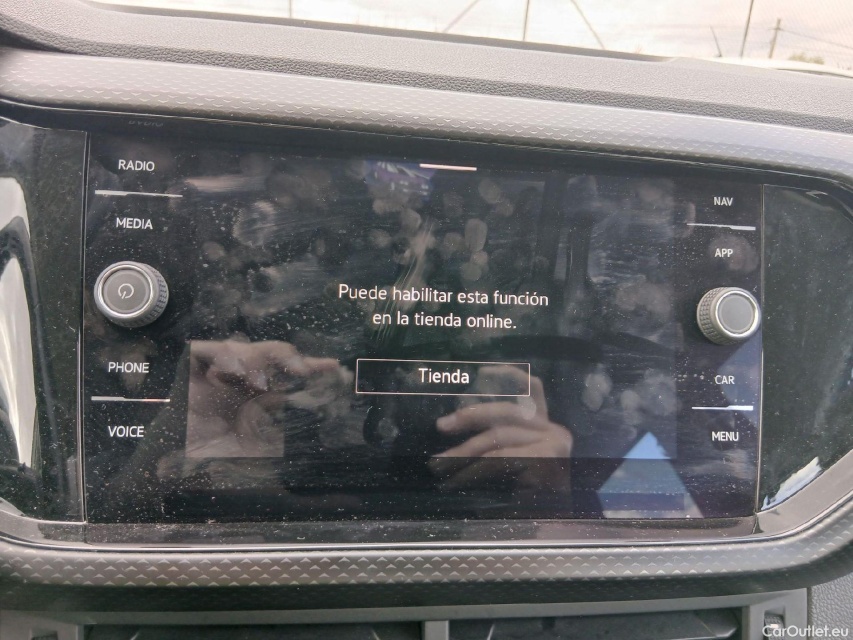 RADIO
MEDIA
PHONE
VOICE
Puede habilitar esta función
en la tienda online.
Tienda
NAV
APP
CAR
MENU
CarOutlet.eu